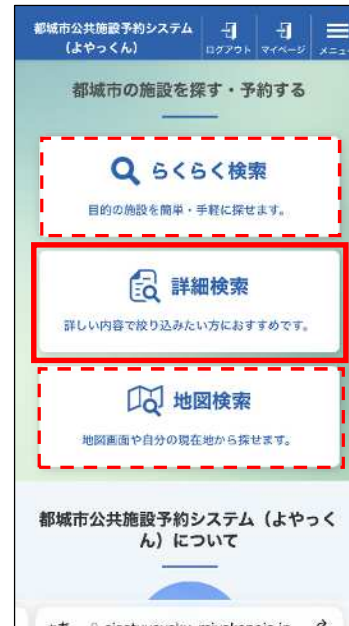 都城市公共施設予約システム
(よやっくん)
ログアウト マイページ メニュー
都城市の施設を探す・予約する
らくらく検索
目的の施設を簡単・手軽に探せます。
詳細検索
詳しい内容で絞り込みたい方におすすめです。
地図検索
地図画面や自分の現在地から探せます。
都城市公共施設予約システム(よやっく
ん)について